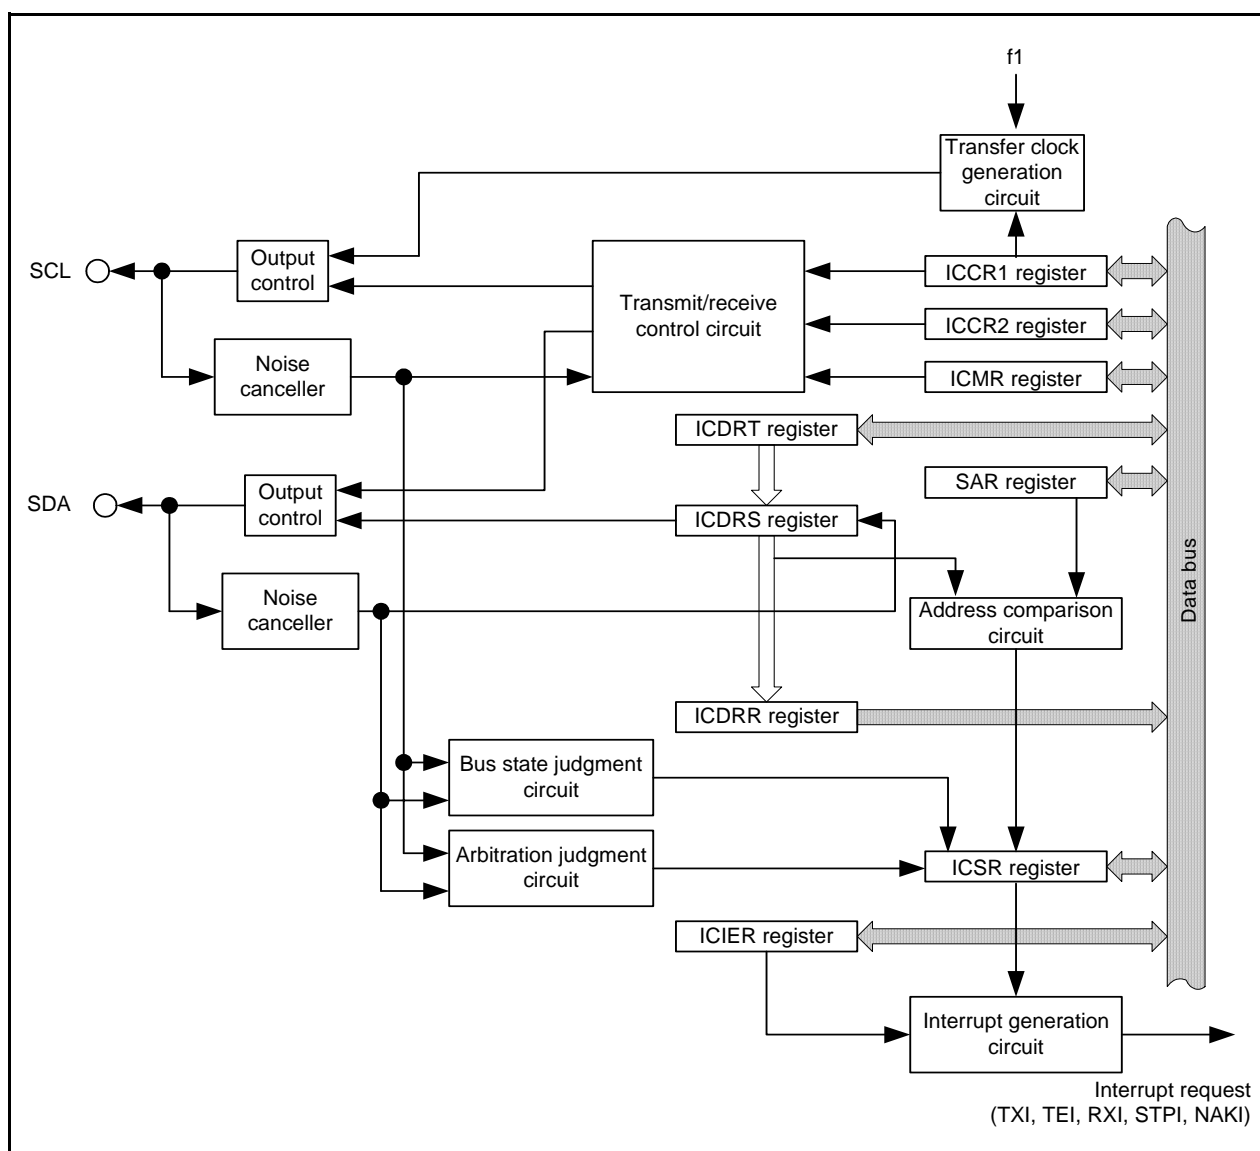 f1
Transfer clock
generation
circuit
SCL
Output
control
Transmit/receive
control circuit
ICCR1 register
ICCR2 register
Noise
canceller
ICMR register
ICDRT register
SDA
Output
control
SAR register
ICDRS register
Noise
canceller
Address comparison
circuit
Data bus
ICDRR register
Bus state judgment
circuit
Arbitration judgment
circuit
ICSR register
ICIER register
Interrupt generation
circuit
Interrupt request
(TXI, TEI, RXI, STPI, NAKI)